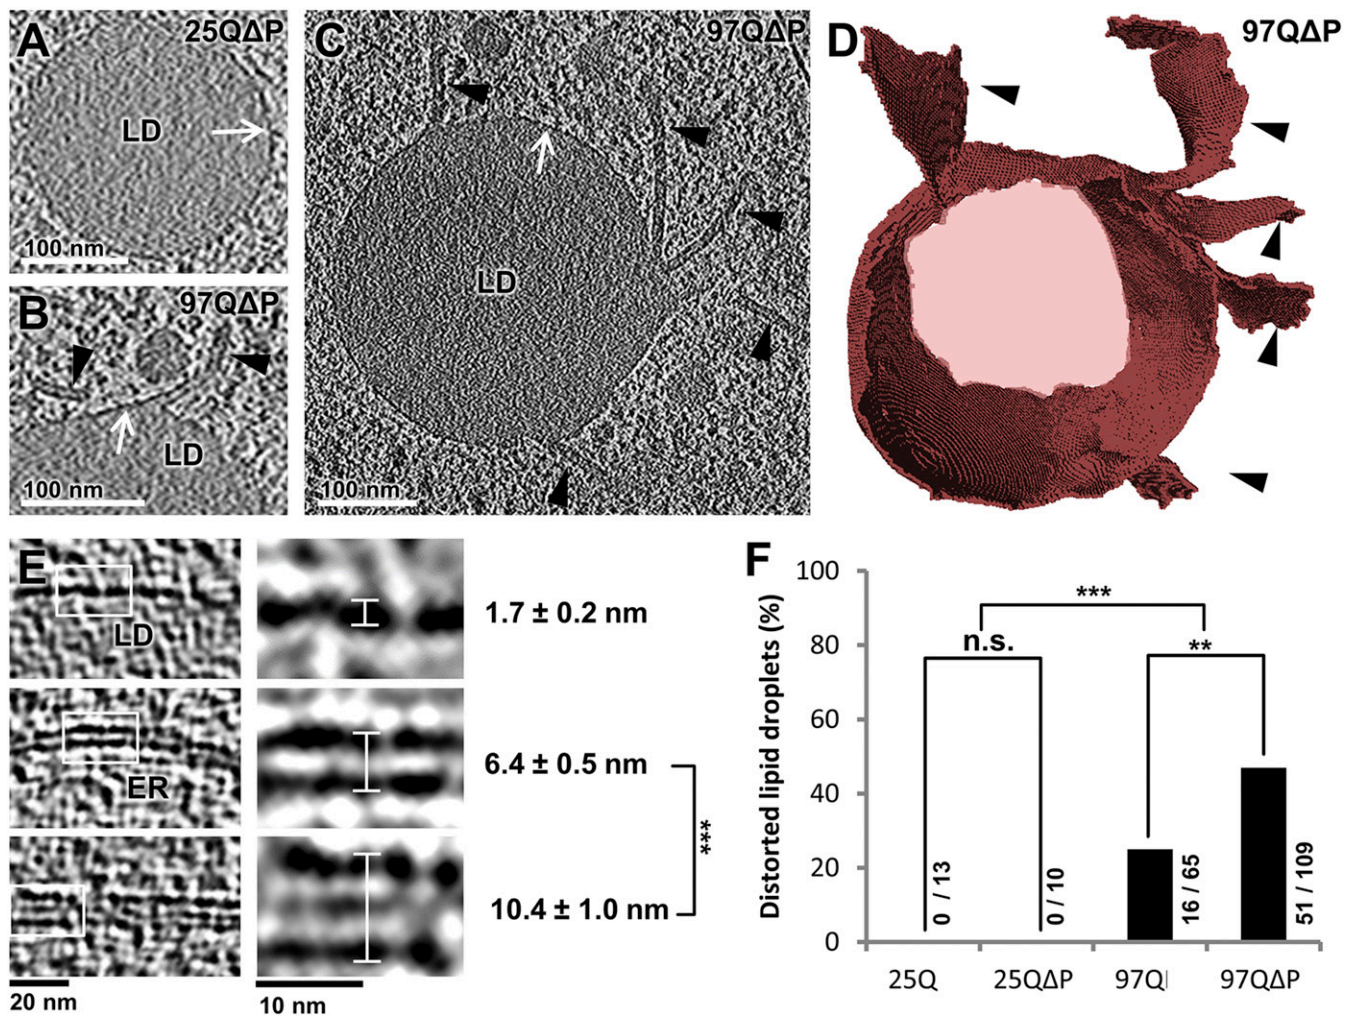 A
25QΔP
LD
100 nm
B
97QΔP
LD
100 nm
C
97QΔP
LD
100 nm
D
97QΔP
E
LD
1.7 ± 0.2 nm
ER
6.4 ± 0.5 nm
***
10.4 ± 1.0 nm
20 nm
10 nm
F
Distorted lipid droplets (%)
100
80
60
40
20
0
***
n.s.
**
0 / 13
0 / 10
16 / 65
51 / 109
25Q
25QΔP
97Q
97QΔP